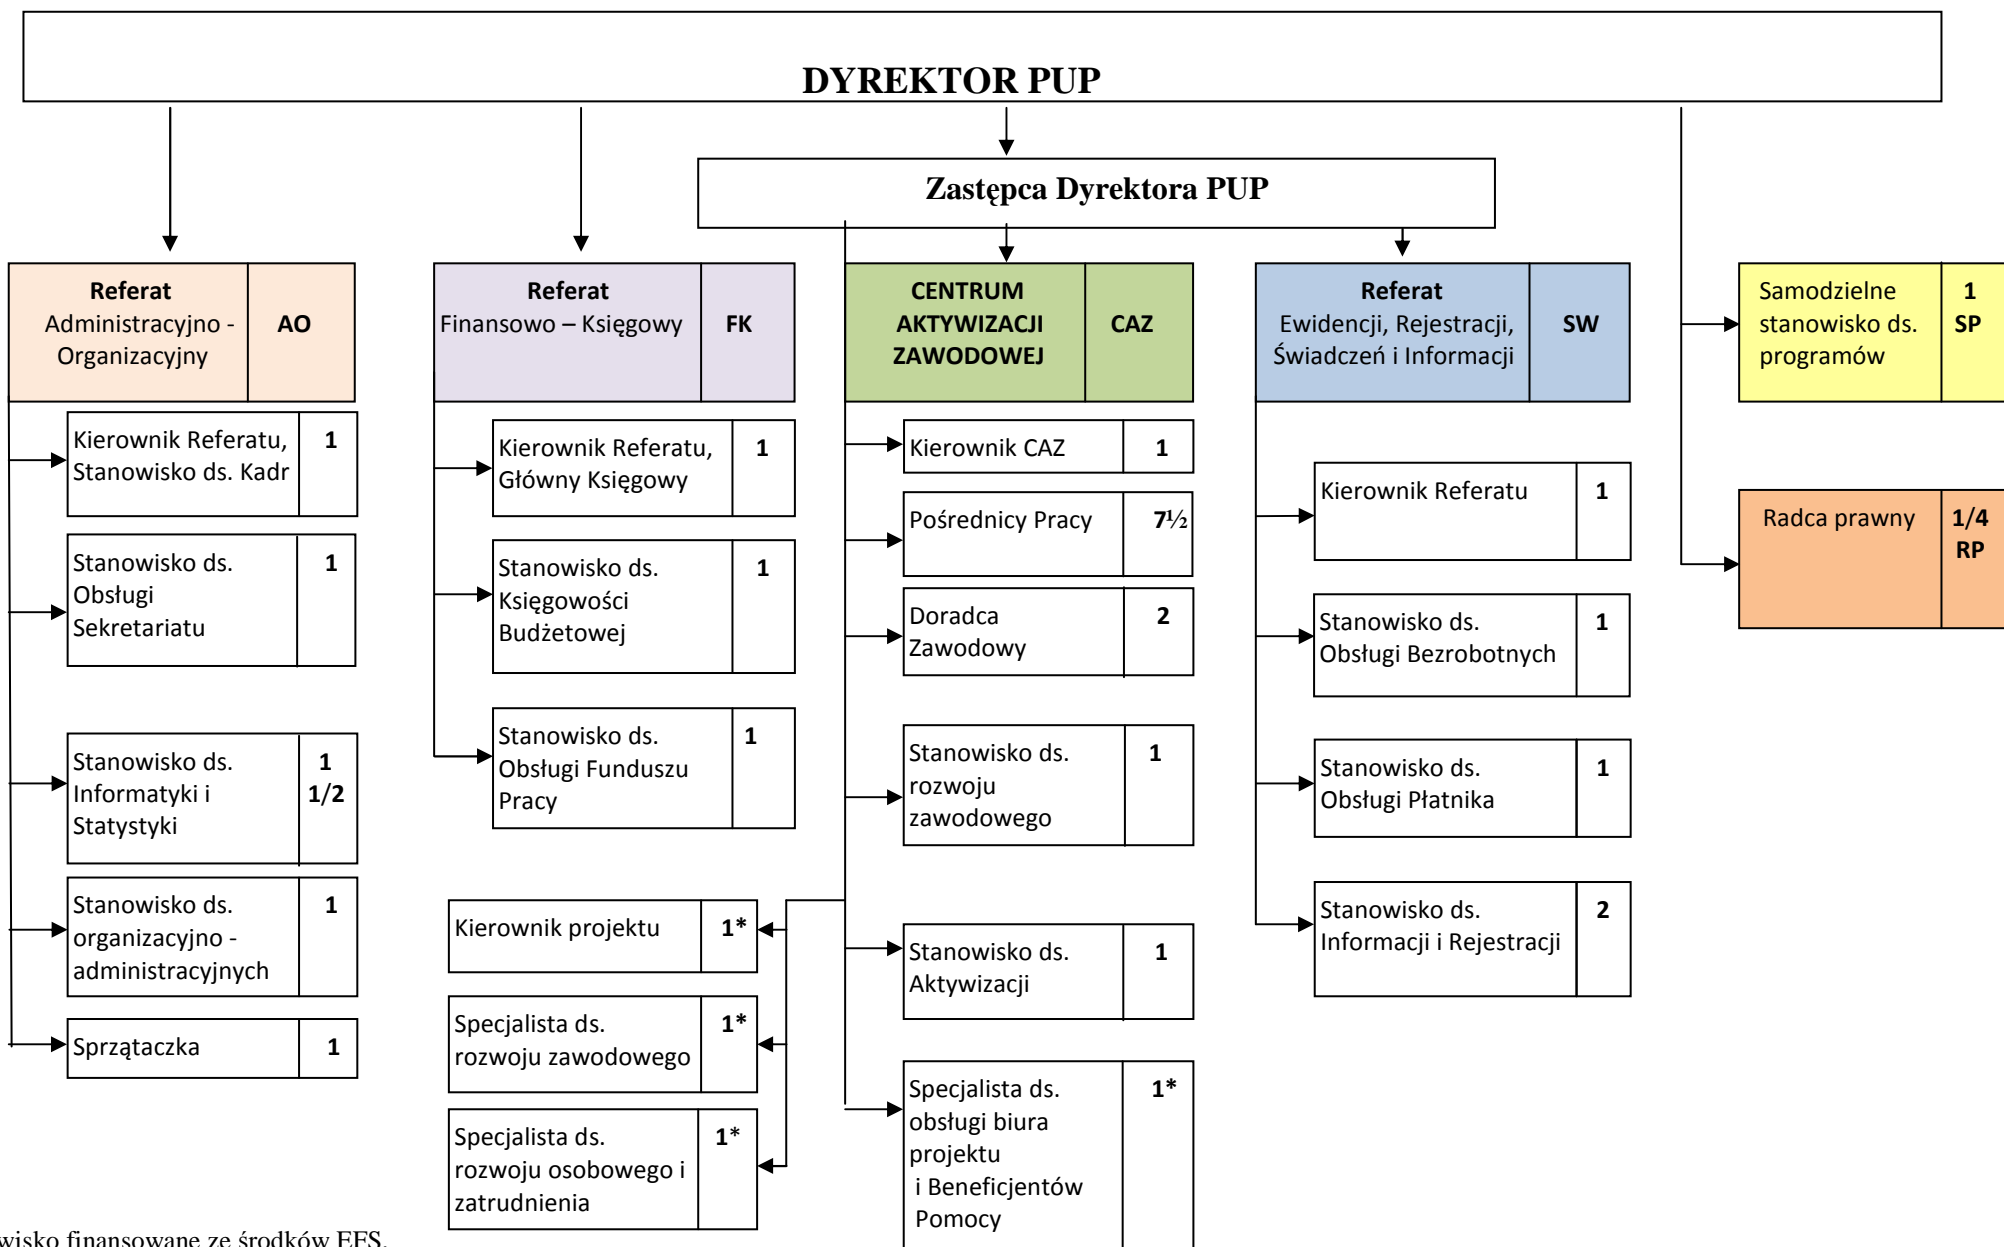 DYREKTOR PUP
Zastępca Dyrektora PUP
Referat
Administracyjno -
Organizacyjny
AO
Kierownik Referatu,
Stanowisko ds. Kadr
1
Stanowisko ds.
Obsługi
Sekretariatu
1
Stanowisko ds.
Informatyki i
Statystyki
1
1/2
Stanowisko ds.
organizacyjno -
administracyjnych
1
Sprzątaczka
1
Referat
Finansowo – Księgowy
FK
Kierownik Referatu,
Główny Księgowy
1
Stanowisko ds.
Księgowości
Budżetowej
1
Stanowisko ds.
Obsługi Funduszu
Pracy
1
Kierownik projektu
1*
Specjalista ds.
rozwoju zawodowego
1*
Specjalista ds.
rozwoju osobowego i
zatrudnienia
1*
CENTRUM
AKTYWIZACJI
ZAWODOWEJ
CAZ
Kierownik CAZ
1
Pośrednicy Pracy
7½
Doradca
Zawodowy
2
Stanowisko ds.
rozwoju
zawodowego
1
Stanowisko ds.
Aktywizacji
1
Specjalista ds.
obsługi biura
projektu
i Beneficjentów
Pomocy
1*
Referat
Ewidencji, Rejestracji,
Świadczeń i Informacji
SW
Kierownik Referatu
1
Stanowisko ds.
Obsługi Bezrobotnych
1
Stanowisko ds.
Obsługi Płatnika
1
Stanowisko ds.
Informacji i Rejestracji
2
Samodzielne
stanowisko ds.
programów
1
SP
Radca prawny
1/4
RP
wisko finansowane ze środków EFS.